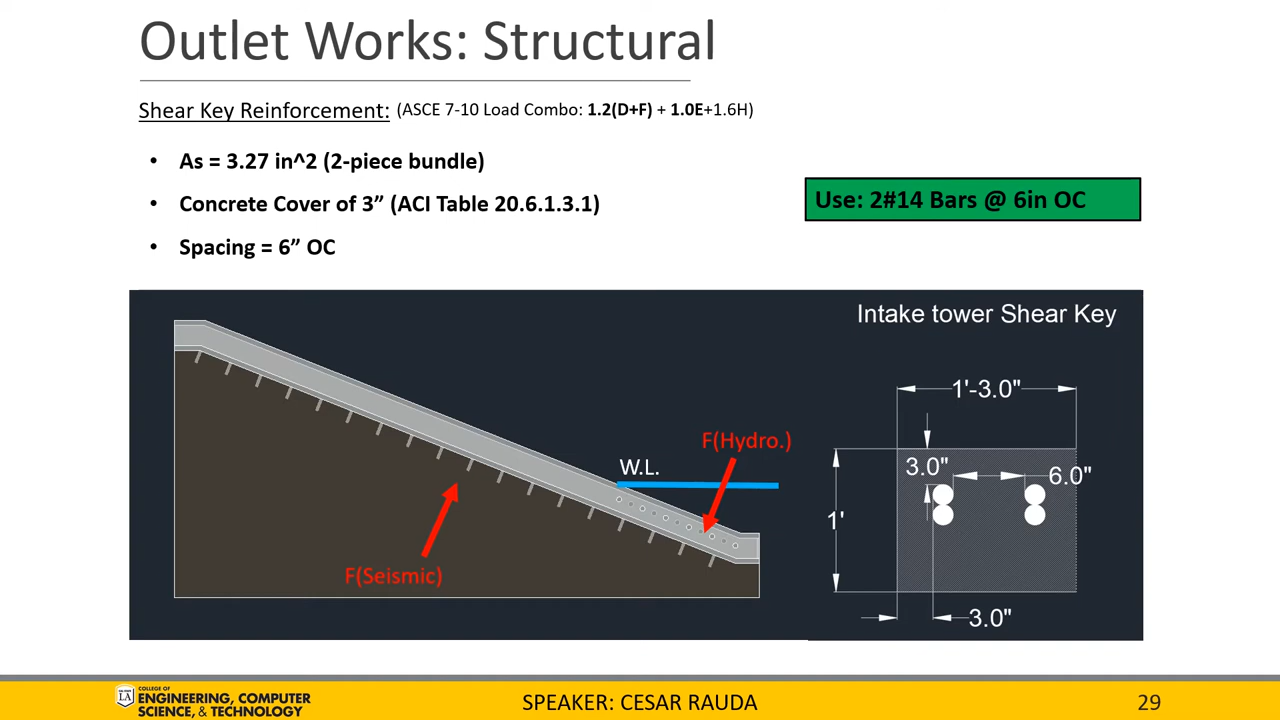 Outlet Works: Structural
Shear Key Reinforcement: (ASCE 7-10 Load Combo: 1.2(D+F) + 1.0E+1.6H)
• As = 3.27 in^2 (2-piece bundle)
• Concrete Cover of 3” (ACI Table 20.6.1.3.1)
• Spacing = 6” OC
Use: 2#14 Bars @ 6in OC
Intake tower Shear Key
1'-3.0"
F(Hydro.)
W.L.
3.0"
6.0"
1'
F(Seismic)
3.0"
LA
COLLEGE OF
ENGINEERING, COMPUTER
SCIENCE, & TECHNOLOGY
SPEAKER: CESAR RAUDA
29